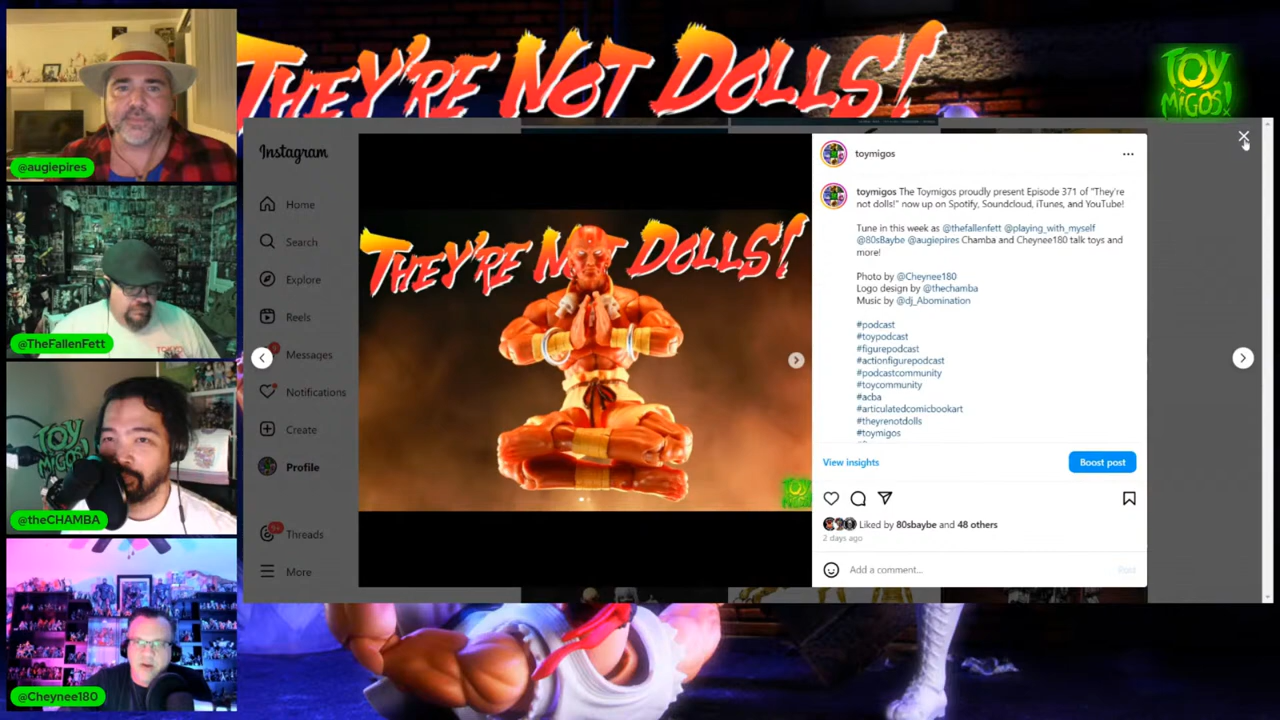 THEY'RE NOT DOLLS!
TOY
MiGOS!
@augiepires
@TheFallenFett
TOY
MiGOS!
@theCHAMBA
@Cheynee180
Instagram
Home
Search
Explore
Reels
Messages
Notifications
Create
Profile
9+
Threads
More
THEY'RE NOT DOLLS!
toymigos
toymigos The Toymigos proudly present Episode 371 of "They're
not dolls!" now up on Spotify, Soundcloud, iTunes, and YouTube!
Tune in this week as @thefallenfett @playing_with_myself
@80sBaybe @augiepires Chamba and Cheynee180 talk toys and
more!
Photo by @Cheynee180
Logo design by @thechamba
Music by @dj_Abomination
#podcast
#toypodcast
#figurepodcast
#actionfigurepodcast
#podcastcommunity
#toycommunity
#acba
#articulatedcomicbookart
#theyrenotdolls
#toymigos
View insights
Boost post
Liked by 80sbaybe and 48 others
2 days ago
Add a comment...
Post